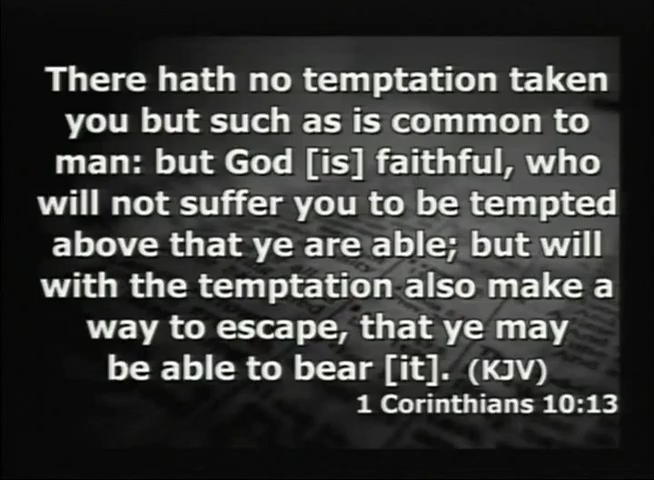 There hath no temptation taken
you but such as is common to
man: but God [is] faithful, who
will not suffer you to be tempted
above that ye are able; but will
with the temptation also make a
way to escape, that ye may
be able to bear [it]. (KJV)
1 Corinthians 10:13